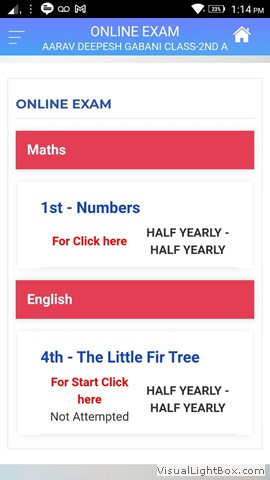 23%
1:14 PM
ONLINE EXAM
AARAV DEEPESH GABANI CLASS-2ND A
ONLINE EXAM
Maths
1st - Numbers
For Click here
HALF YEARLY -
HALF YEARLY
English
4th - The Little Fir Tree
For Start Click
here
Not Attempted
HALF YEARLY -
HALF YEARLY
VisualLightBox.com